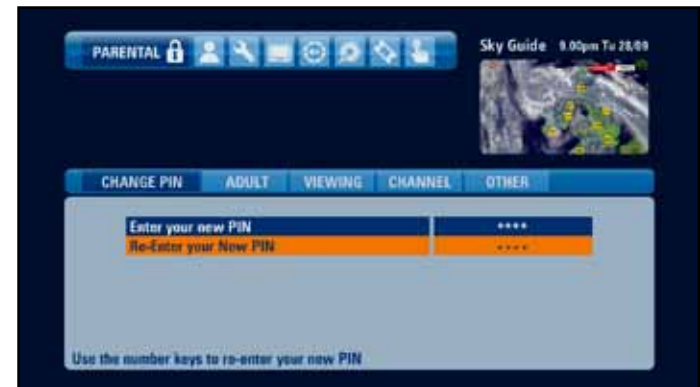 PARENTAL
Sky Guide 9.00pm Tu 28/09
CHANGE PIN ADULT VIEWING CHANNEL OTHER
Enter your new PIN ****
Re-Enter your New PIN ----
Use the number keys to re-enter your new PIN